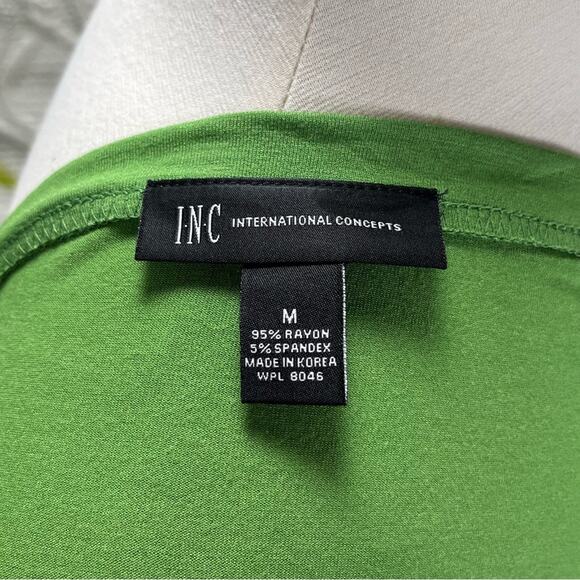 I·N·C INTERNATIONAL CONCEPTS
M
95% RAYON
5% SPANDEX
MADE IN KOREA
WPL 8046